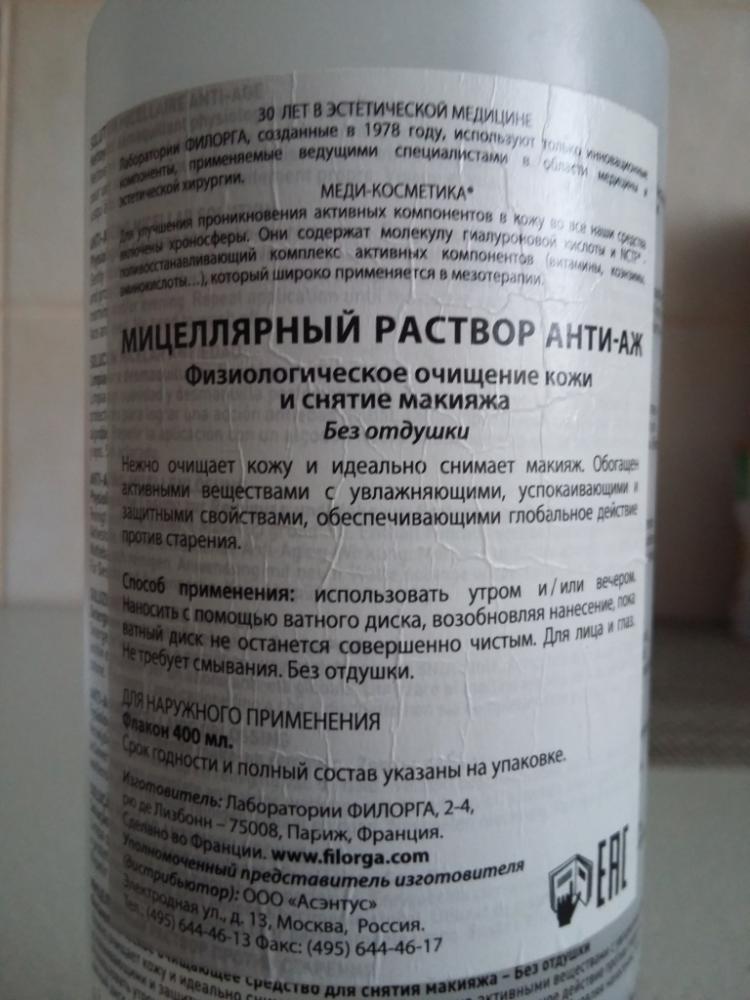 30 ЛЕТ В ЭСТЕТИЧЕСКОЙ МЕДИЦИНЕ
Лаборатории ФИЛОРГА, созданные в 1978 году, используют только инновационные
компоненты, применяемые ведущими специалистами в области медицины и
эстетической хирургии.
МЕДИ-КОСМЕТИКА*
Для улучшения проникновения активных компонентов в кожу во все наши средства
включены хроносферы. Они содержат молекулу гиалуроновой кислоты и NCTF® -
поливосстанавливающий комплекс активных компонентов (витамины, коэнзимы,
аминокислоты...), который широко применяется в мезотерапии.
МИЦЕЛЛЯРНЫЙ РАСТВОР АНТИ-АЖ
Физиологическое очищение кожи
и снятие макияжа
Без отдушки
Нежно очищает кожу и идеально снимает макияж. Обогащен
активными веществами с увлажняющими, успокаивающими и
защитными свойствами, обеспечивающими глобальное действие
против старения.
Способ применения: использовать утром и/или вечером.
Наносить с помощью ватного диска, возобновляя нанесение, пока
ватный диск не останется совершенно чистым. Для лица и глаз.
Не требует смывания. Без отдушки.
ДЛЯ НАРУЖНОГО ПРИМЕНЕНИЯ
Флакон 400 мл.
Срок годности и полный состав указаны на упаковке.
Изготовитель: Лаборатории ФИЛОРГА, 2-4,
рю де Лизбонн – 75008, Париж, Франция.
Сделано во Франции. www.filorga.com
Уполномоченный представитель изготовителя
(дистрибьютор): ООО «Асэнтус»
Электродная ул., д. 13, Москва, Россия.
Тел. (495) 644-46-13 Факс: (495) 644-46-17
EAC
очищающее средство для снятия макияжа – Без отдушки